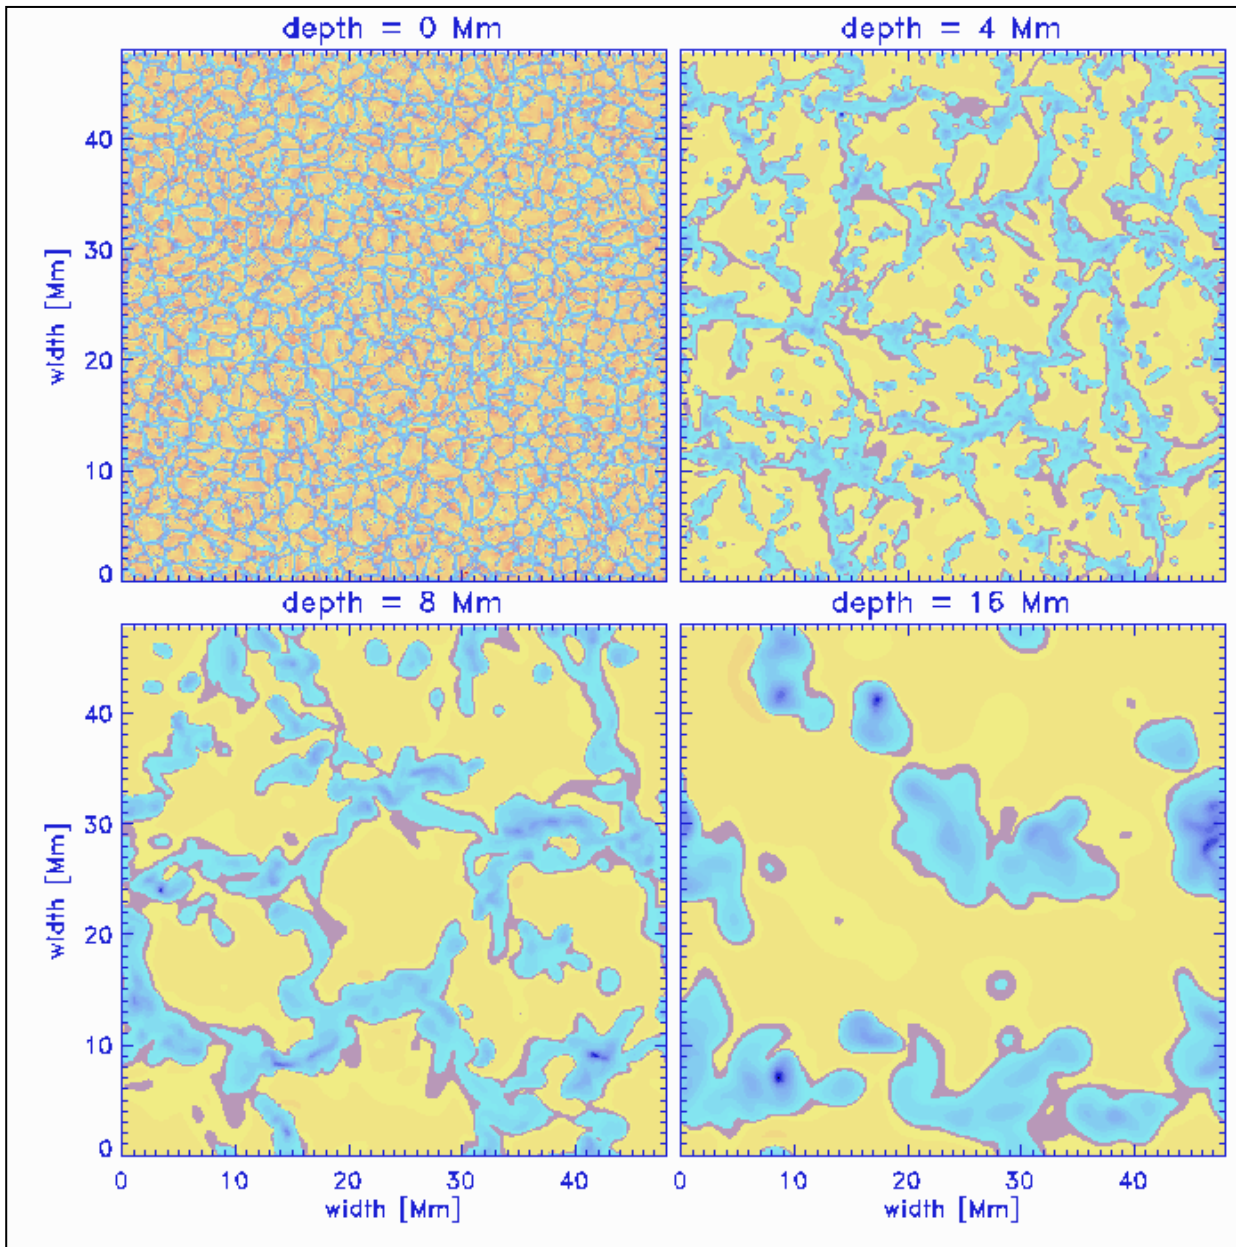 depth = 0 Mm
depth = 4 Mm
40
30
20
10
0
width [Mm]
depth = 8 Mm
depth = 16 Mm
40
30
20
10
0
width [Mm]
0 10 20 30 40
0 10 20 30 40
width [Mm]
width [Mm]